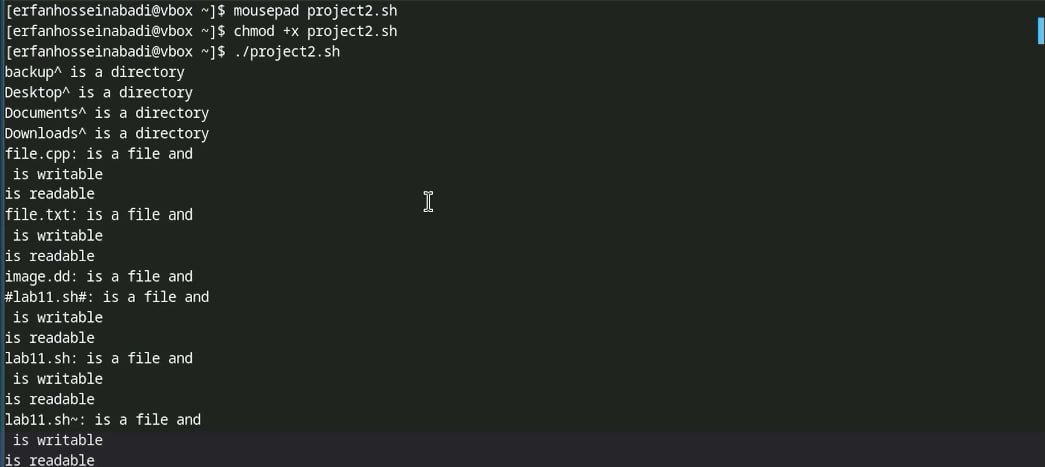 [erfanhosseinabadi@vbox ~]$ mousepad project2.sh
[erfanhosseinabadi@vbox ~]$ chmod +x project2.sh
[erfanhosseinabadi@vbox ~]$ ./project2.sh
backup^ is a directory
Desktop^ is a directory
Documents^ is a directory
Downloads^ is a directory
file.cpp: is a file and
 is writable
is readable
file.txt: is a file and
 is writable
is readable
image.dd: is a file and
#lab11.sh#: is a file and
 is writable
is readable
lab11.sh: is a file and
 is writable
is readable
lab11.sh~: is a file and
 is writable
is readable